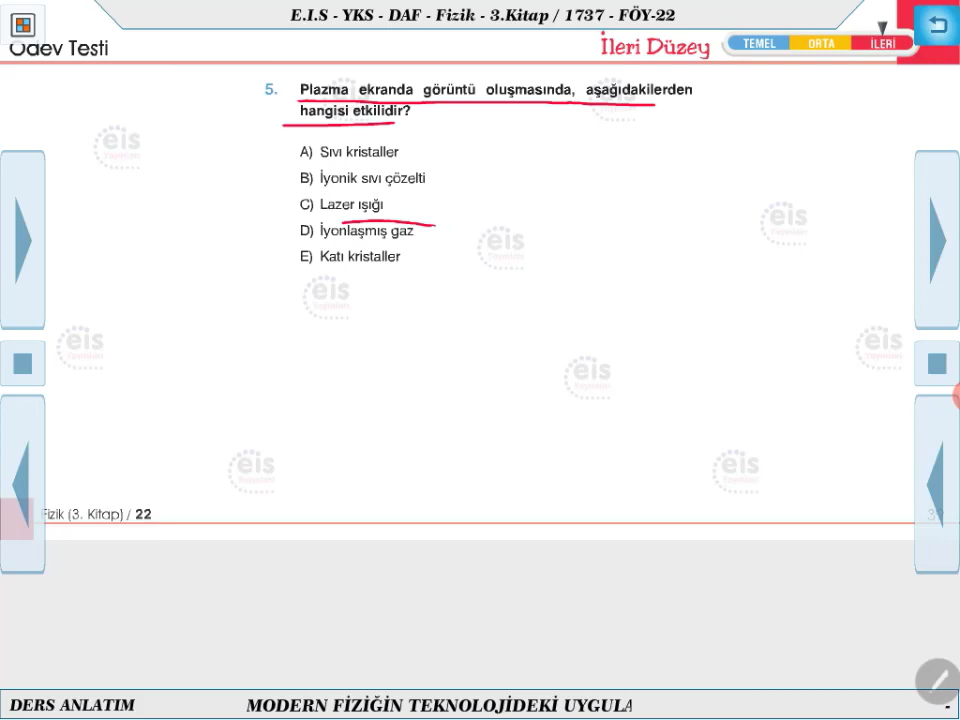 E.I.S - YKS - DAF - Fizik - 3.Kitap / 1737 - FÖY-22
Ödev Testi
İleri Düzey
TEMEL ORTA İLERİ
5. Plazma ekranda görüntü oluşmasında, aşağıdakilerden
hangisi etkilidir?
A) Sıvı kristaller
B) İyonik sıvı çözelti
C) Lazer ışığı
D) İyonlaşmış gaz
E) Katı kristaller
eis
Yayınları
Fizik (3. Kitap) / 22
DERS ANLATIM
MODERN FİZİĞİN TEKNOLOJİDEKİ UYGULA
-